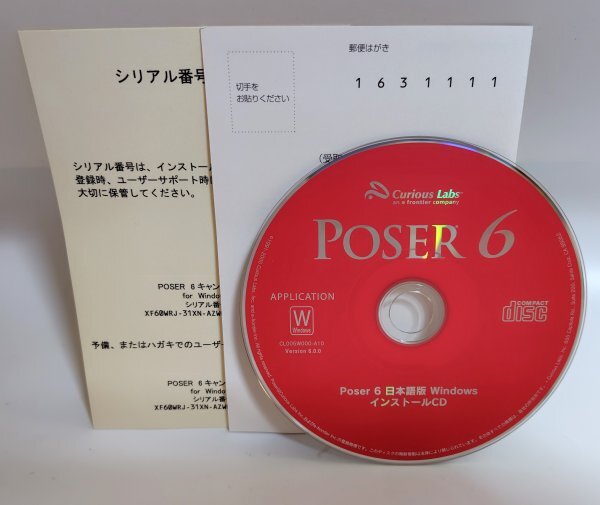 シリアル番号
シリアル番号は、インストール
登録時、ユーザーサポート時に
大切に保管してください。
POSER 6 キャン
for Windo
シリアル番
XF60WRJ-31XN-AZW
予備、またはハガキでのユーザー
POSER 6 キャン
for Windo
シリアル番
XF60WRJ-31XN-AZW
郵便はがき
切手を
お貼りください
1 6 3 1 1 1 1
(受取
Curious Labs
an e frontier company
POSER 6
APPLICATION
W
Windows
CL005W000-A10
Version 6.0.0
COMPACT
disc
Poser 6 日本語版 Windows
インストールCD